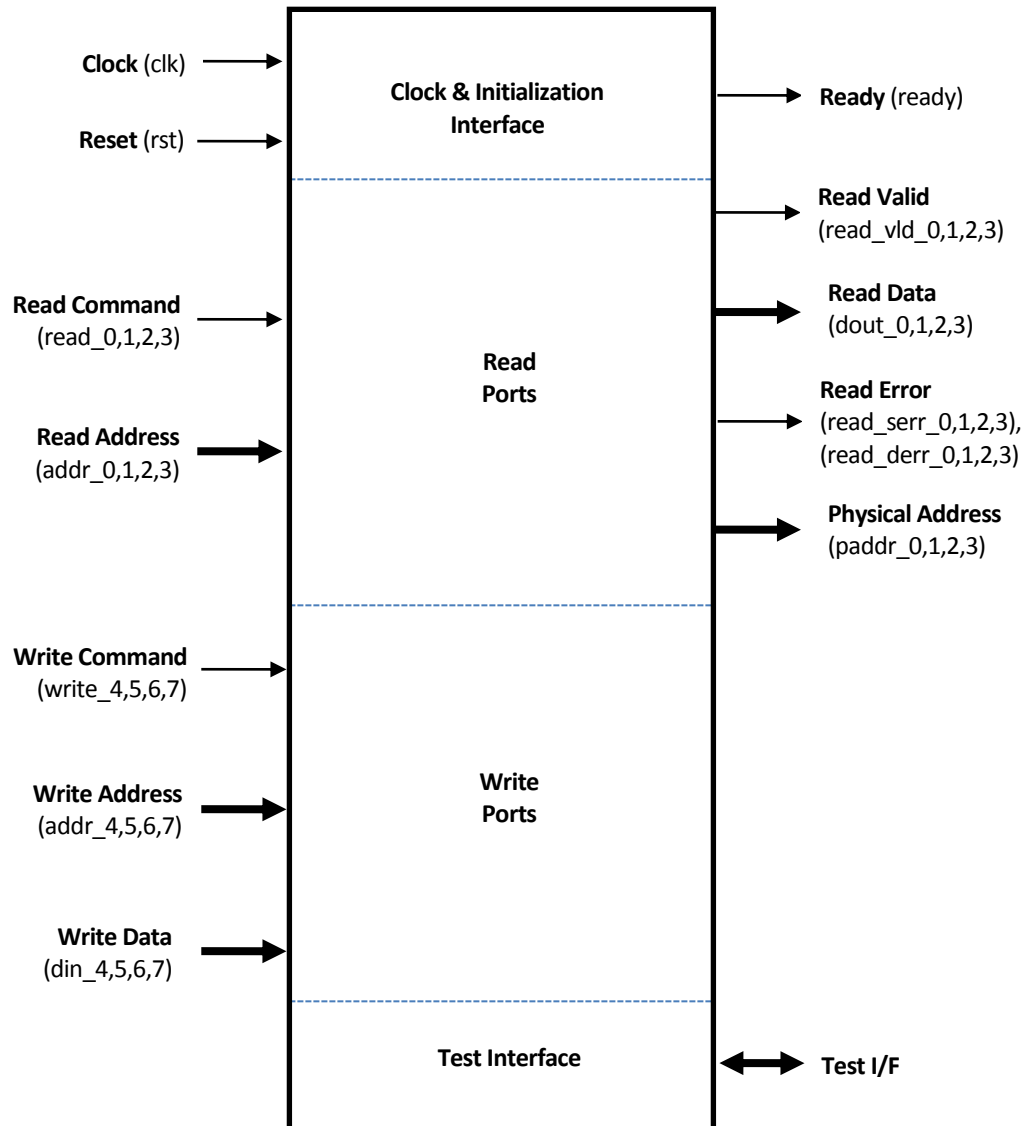 Clock (clk)
Clock & Initialization
Interface
Ready (ready)
Reset (rst)
Read Valid
(read_vld_0,1,2,3)
Read Command
(read_0,1,2,3)
Read Data
(dout_0,1,2,3)
Read
Ports
Read Error
(read_serr_0,1,2,3),
(read_derr_0,1,2,3)
Read Address
(addr_0,1,2,3)
Physical Address
(paddr_0,1,2,3)
Write Command
(write_4,5,6,7)
Write Address
(addr_4,5,6,7)
Write
Ports
Write Data
(din_4,5,6,7)
Test Interface
Test I/F